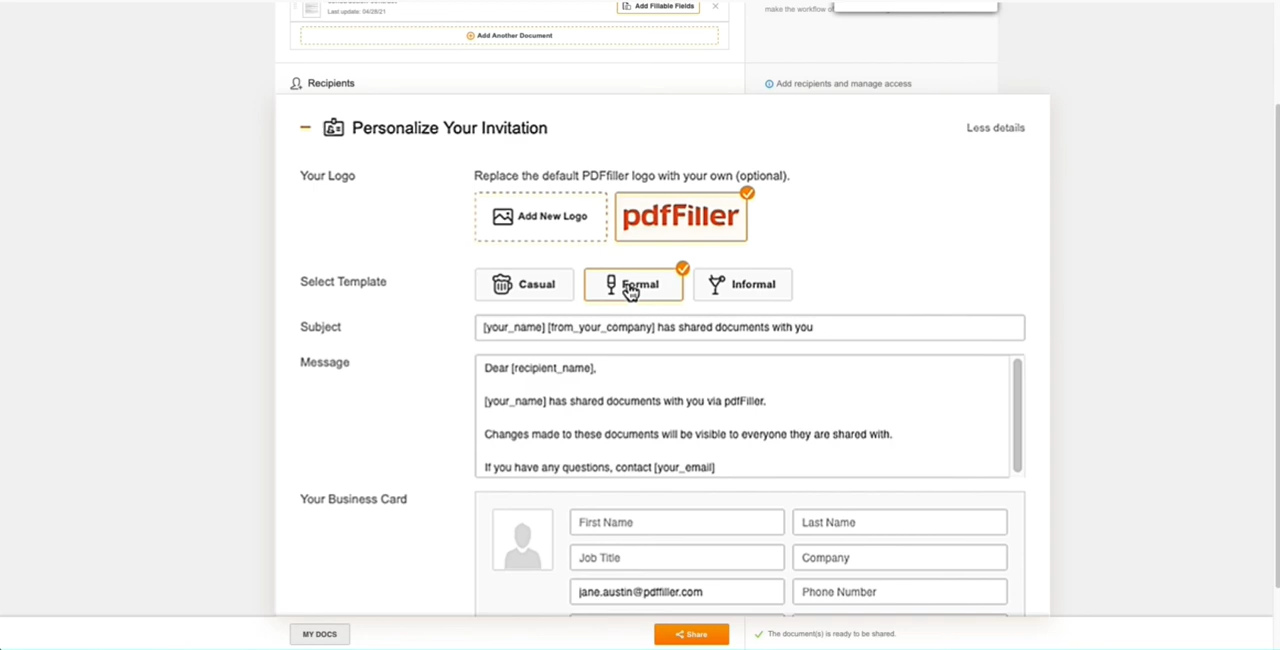 Last update: 04/28/21
Add Fillable Fields
make the workflow of
Add Another Document
Recipients
Add recipients and manage access
Personalize Your Invitation
Less details
Your Logo
Replace the default PDFfiller logo with your own (optional).
Add New Logo
pdfFiller
Select Template
Casual
Formal
Informal
Subject
[your_name] [from_your_company] has shared documents with you
Message
Dear [recipient_name],
[your_name] has shared documents with you via pdfFiller.
Changes made to these documents will be visible to everyone they are shared with.
If you have any questions, contact [your_email]
Your Business Card
First Name
Last Name
Job Title
Company
jane.austin@pdffiller.com
Phone Number
MY DOCS
Share
The document(s) is ready to be shared.